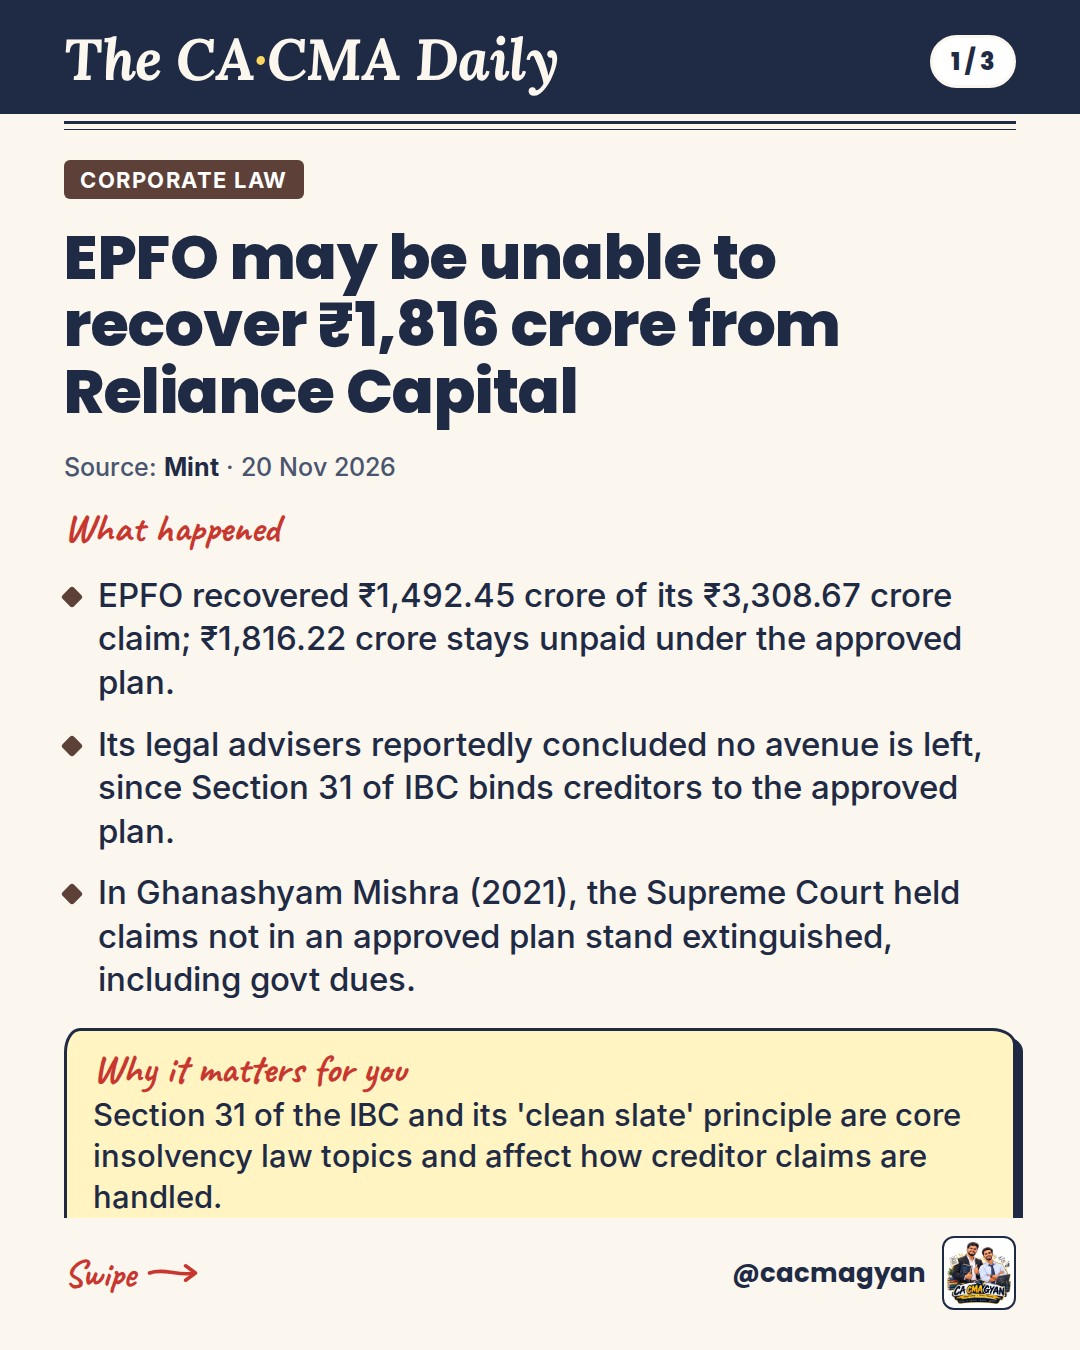 The CA·CMA Daily
1/3
CORPORATE LAW
EPFO may be unable to
recover ₹1,816 crore from
Reliance Capital
Source: Mint · 20 Nov 2026
What happened
EPFO recovered ₹1,492.45 crore of its ₹3,308.67 crore
claim; ₹1,816.22 crore stays unpaid under the approved
plan.
Its legal advisers reportedly concluded no avenue is left,
since Section 31 of IBC binds creditors to the approved
plan.
In Ghanashyam Mishra (2021), the Supreme Court held
claims not in an approved plan stand extinguished,
including govt dues.
Why it matters for you
Section 31 of the IBC and its 'clean slate' principle are core
insolvency law topics and affect how creditor claims are
handled.
Swipe
@cacmagyan
CA CMA GYAN